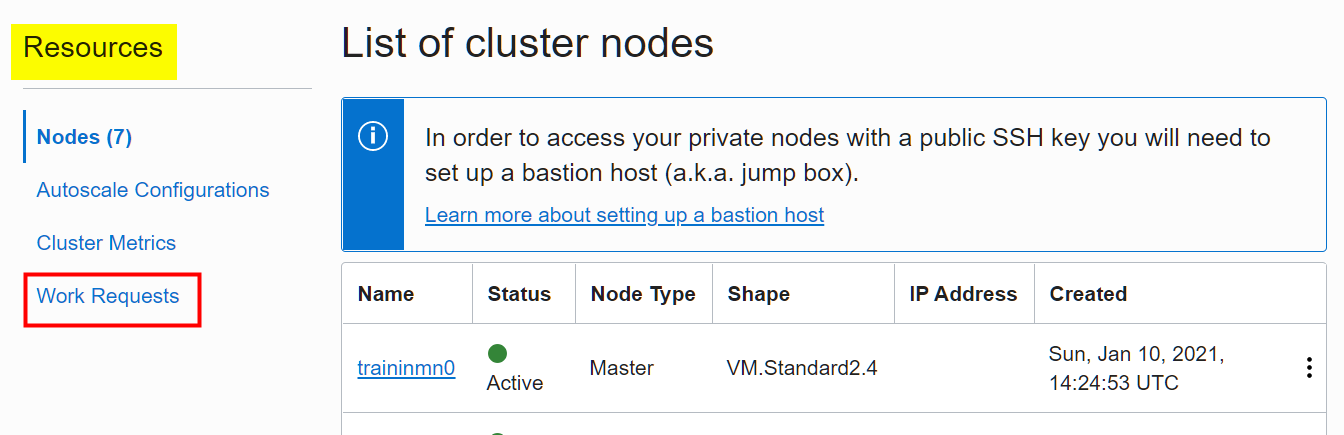 Resources
Nodes (7)
Autoscale Configurations
Cluster Metrics
Work Requests
List of cluster nodes
In order to access your private nodes with a public SSH key you will need to
set up a bastion host (a.k.a. jump box).
Learn more about setting up a bastion host
Name Status Node Type Shape IP Address Created
traininmn0 Active Master VM.Standard2.4 Sun, Jan 10, 2021,
14:24:53 UTC